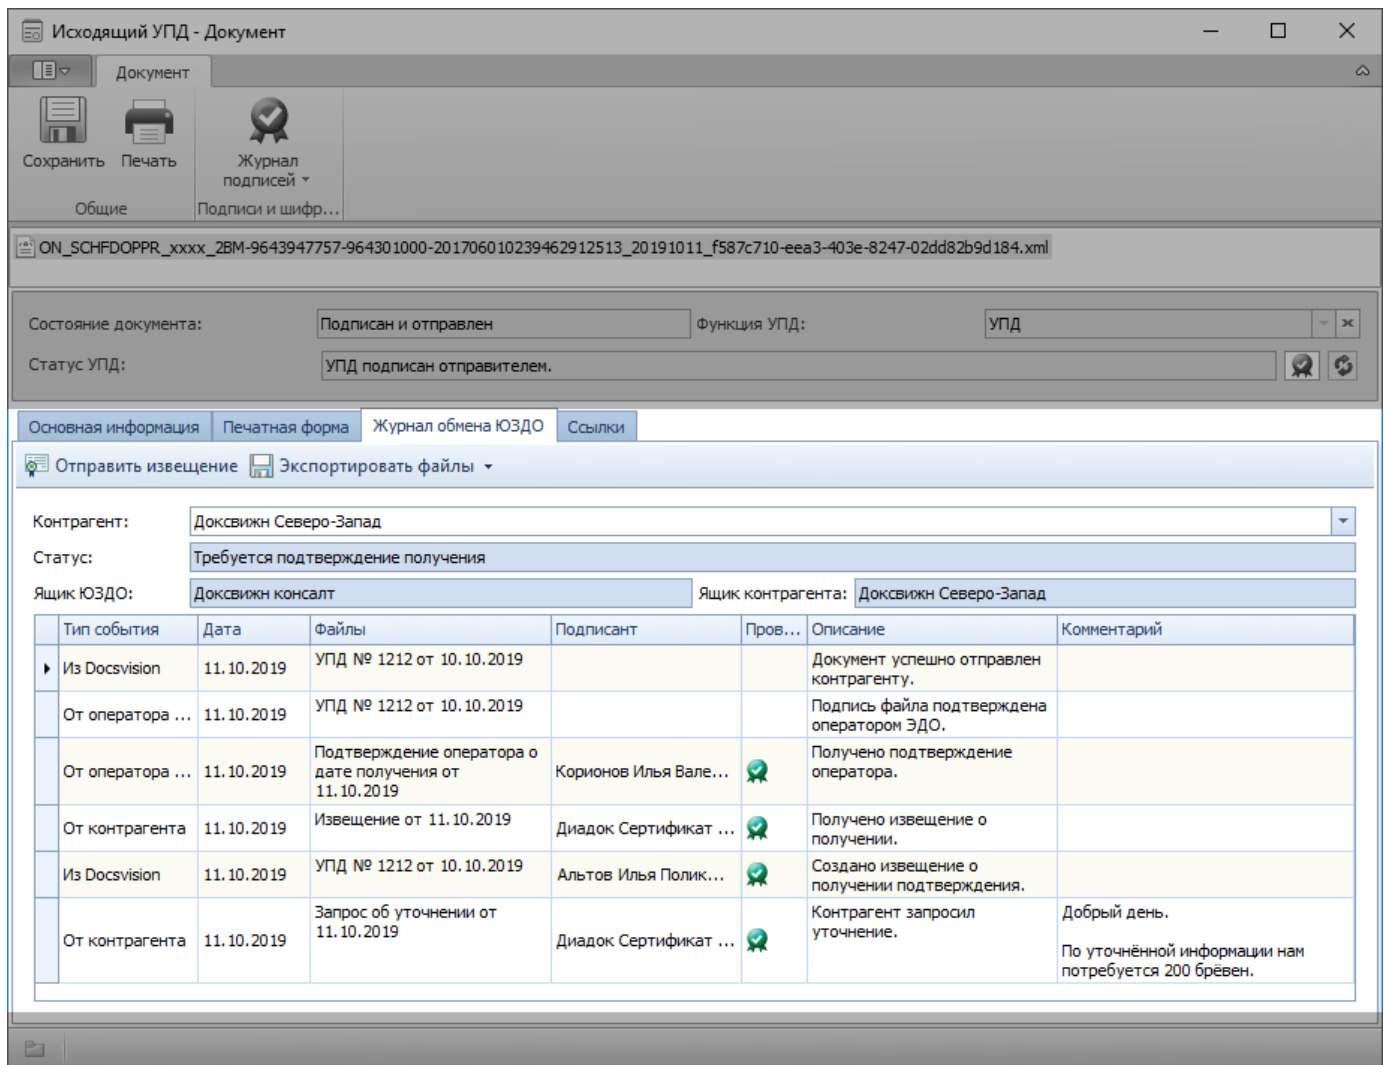 Исходящий УПД - Документ
Документ
Сохранить Печать Журнал подписей
Общие Подписи и шифр...
ON_SCHFDOPPR_xxxx_2BM-9643947757-964301000-201706010239462912513_20191011_f587c710-eea3-403e-8247-02dd82b9d184.xml
Состояние документа: Подписан и отправлен Функция УПД: УПД
Статус УПД: УПД подписан отправителем.
Основная информация Печатная форма Журнал обмена ЮЗДО Ссылки
Отправить извещение Экспортировать файлы
Контрагент: Доксвижн Северо-Запад
Статус: Требуется подтверждение получения
Ящик ЮЗДО: Доксвижн консалт Ящик контрагента: Доксвижн Северо-Запад
Тип события Дата Файлы Подписант Пров... Описание Комментарий
Из Docsvision 11.10.2019 УПД № 1212 от 10.10.2019 Документ успешно отправлен
контрагенту.
От оператора ... 11.10.2019 УПД № 1212 от 10.10.2019 Подпись файла подтверждена
оператором ЭДО.
От оператора ... 11.10.2019 Подтверждение оператора о
дате получения от
11.10.2019 Корионов Илья Вале... Получено подтверждение
оператора.
От контрагента 11.10.2019 Извещение от 11.10.2019 Диадок Сертификат ... Получено извещение о
получении.
Из Docsvision 11.10.2019 УПД № 1212 от 10.10.2019 Альтов Илья Полик... Создано извещение о
получении подтверждения.
От контрагента 11.10.2019 Запрос об уточнении от
11.10.2019 Диадок Сертификат ... Контрагент запросил
уточнение. Добрый день.
По уточнённой информации нам
потребуется 200 брёвен.